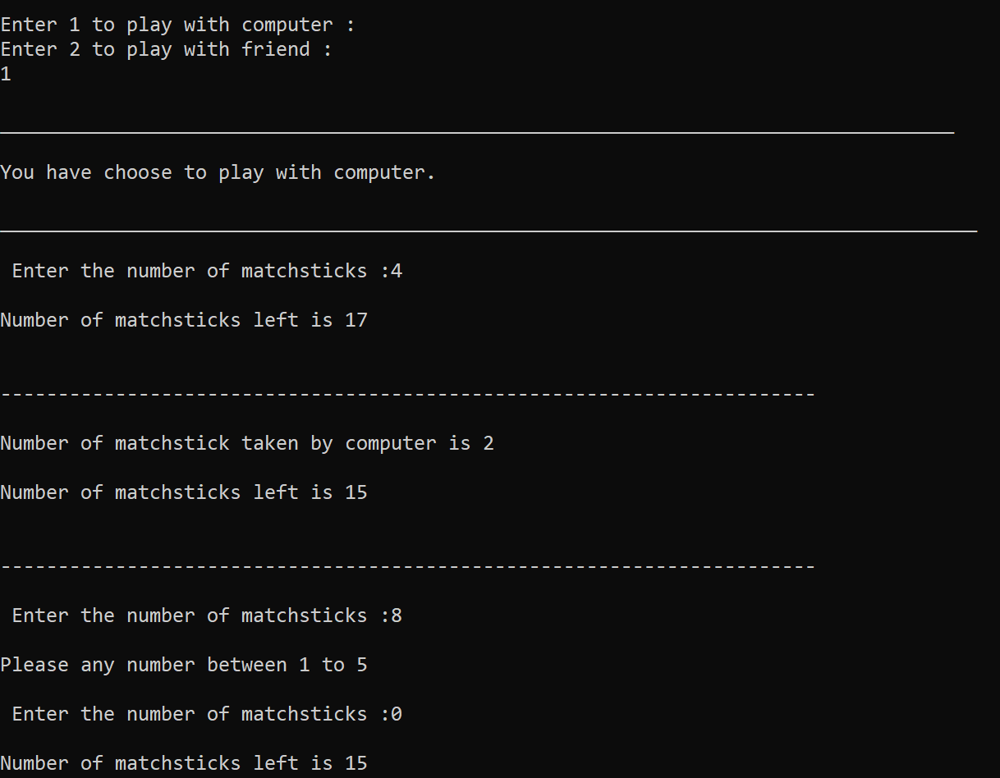 Enter 1 to play with computer :
Enter 2 to play with friend :
1
You have choose to play with computer.
Enter the number of matchsticks :4
Number of matchsticks left is 17
----------------------------------------------------------------------
Number of matchstick taken by computer is 2
Number of matchsticks left is 15
----------------------------------------------------------------------
Enter the number of matchsticks :8
Please any number between 1 to 5
Enter the number of matchsticks :0
Number of matchsticks left is 15